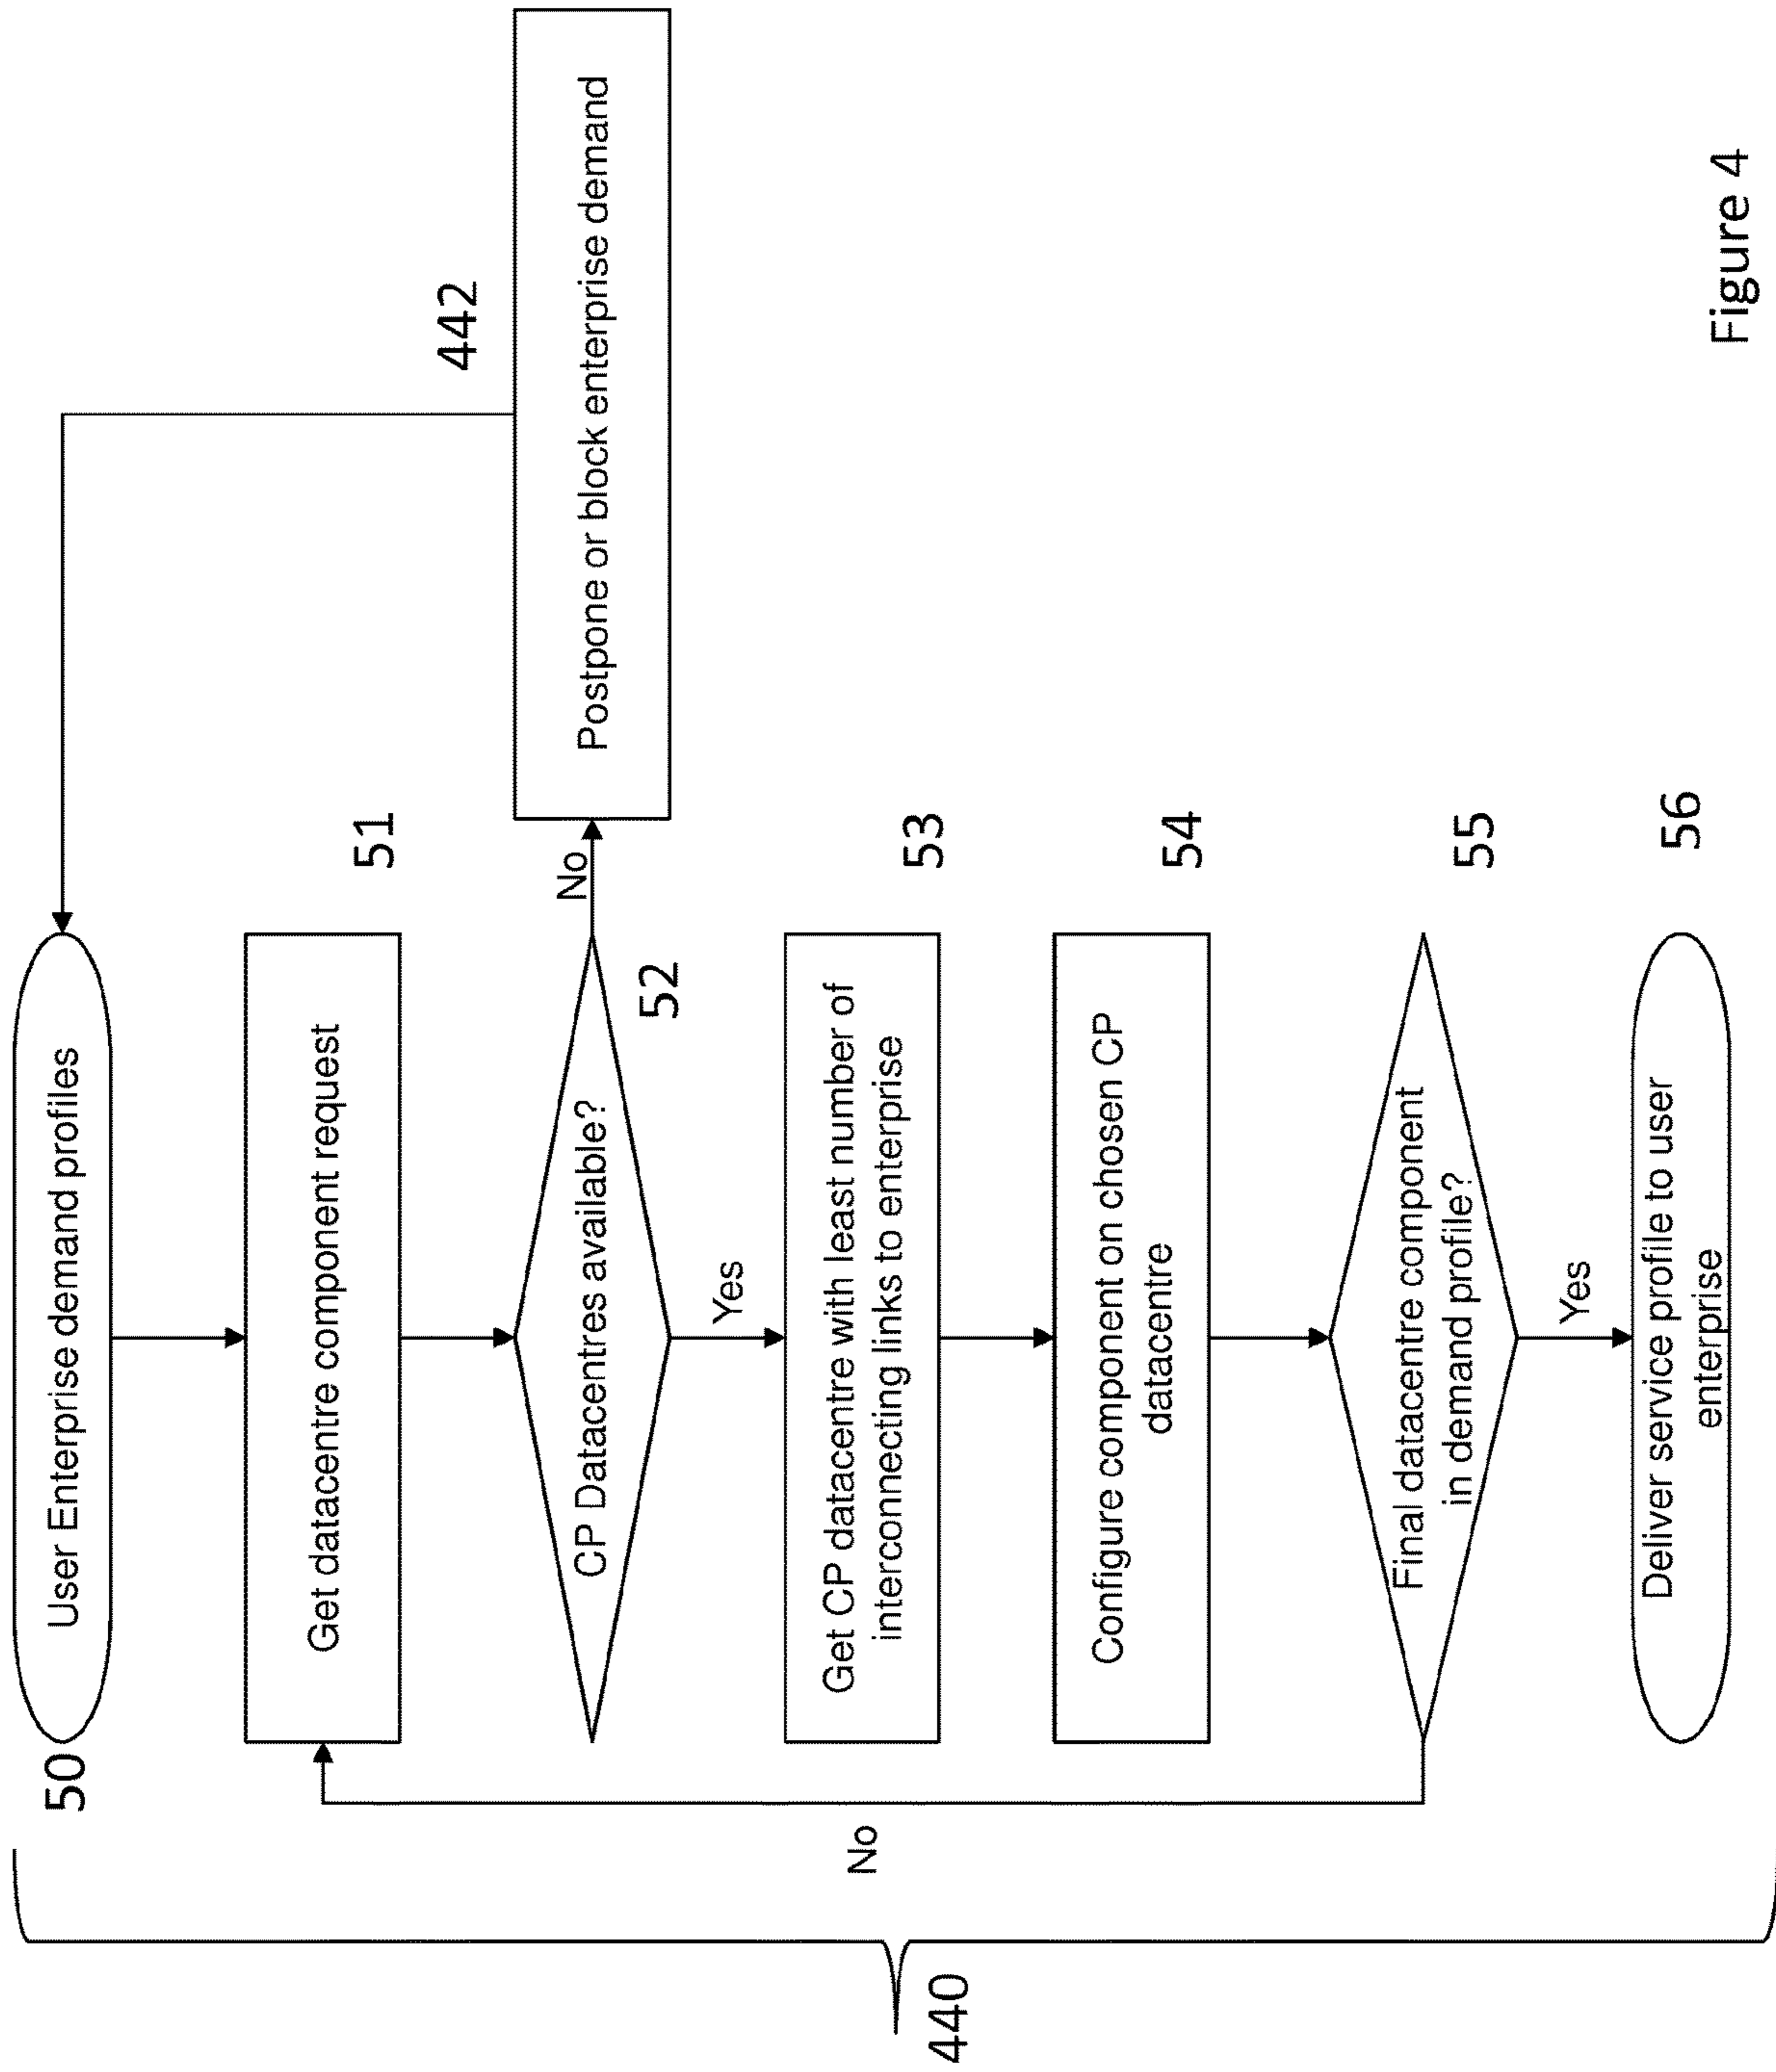 50
User Enterprise demand profiles
Get datacentre component request
51
CP Datacentres available?
52
No
442
Postpone or block enterprise demand
Yes
Get CP datacentre with least number of
interconnecting links to enterprise
53
Configure component on chosen CP
datacentre
54
Final datacentre component
in demand profile?
55
No
Yes
Deliver service profile to user
enterprise
56
440
Figure 4